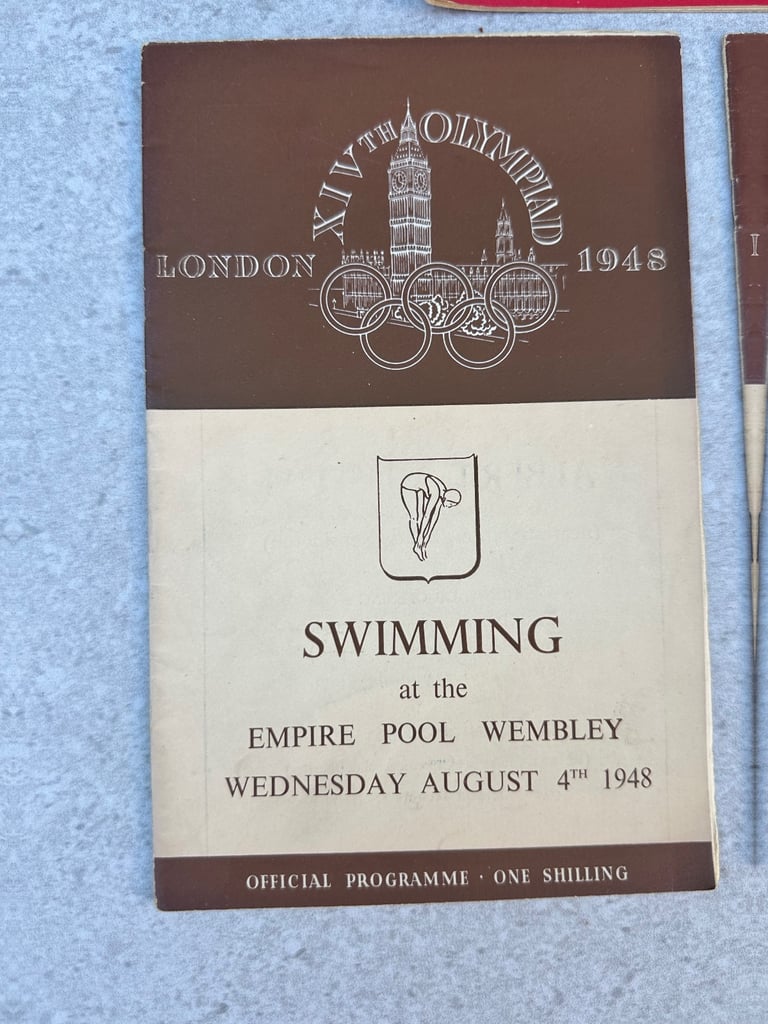 XIVTH OLYMPIAD
LONDON 1948
SWIMMING
at the
EMPIRE POOL WEMBLEY
WEDNESDAY AUGUST 4TH 1948
OFFICIAL PROGRAMME · ONE SHILLING